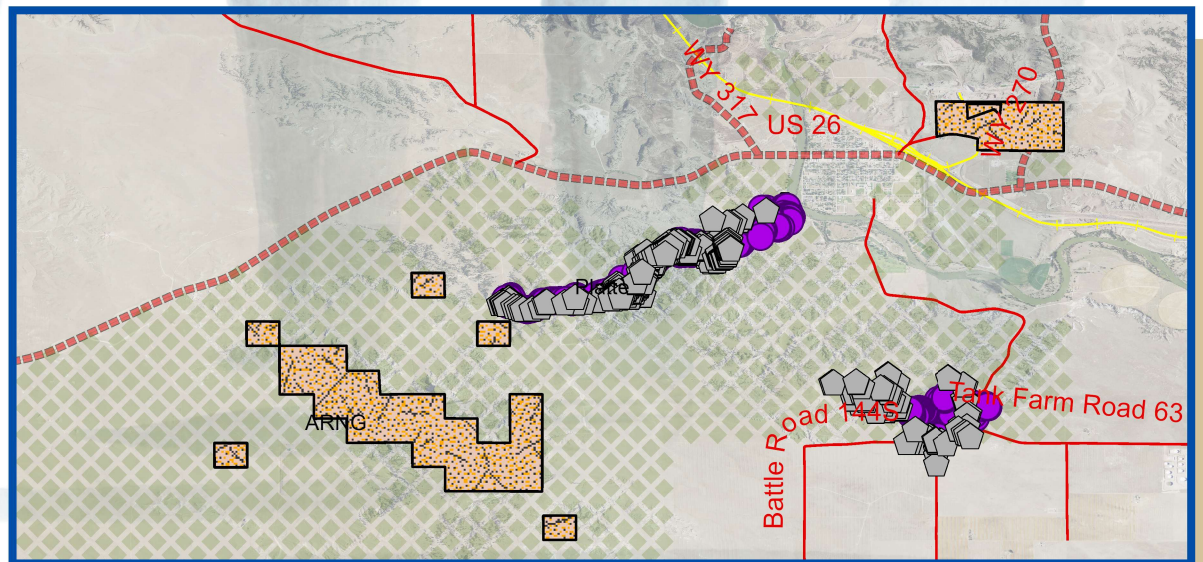 WY 317
US 26
WY 270
Platte
ARNG
Tank Farm Road 63
Battle Road 144S